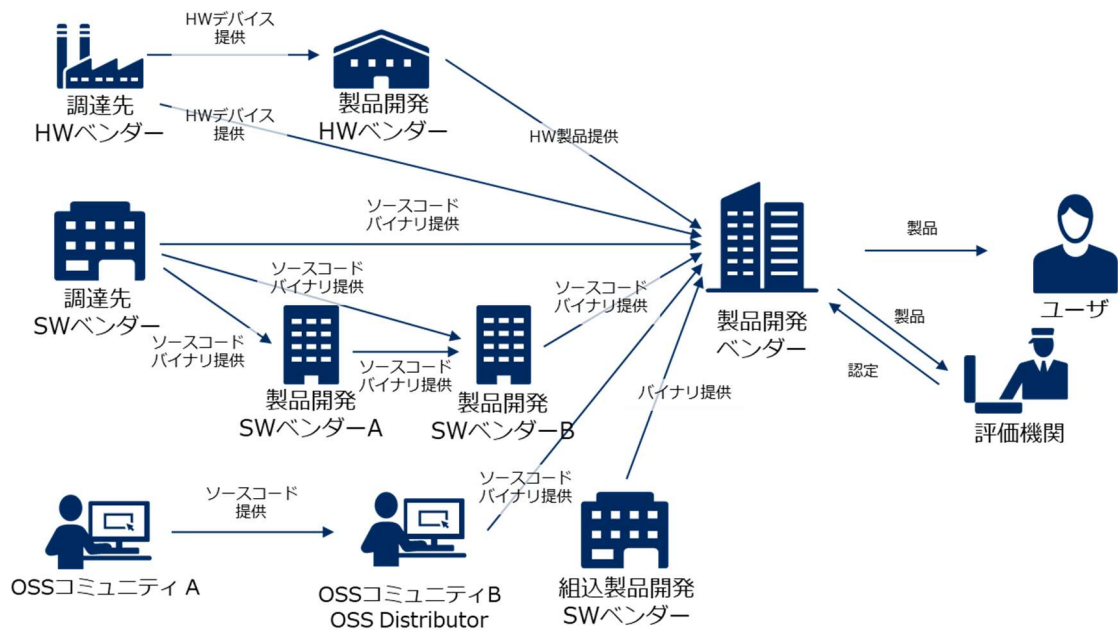 HWデバイス
提供
調達先
HWベンダー
製品開発
HWベンダー
HWデバイス
提供
HW製品提供
ソースコード
バイナリ提供
調達先
SWベンダー
ソースコード
バイナリ提供
ソースコード
バイナリ提供
ソースコード
バイナリ提供
ソースコード
バイナリ提供
製品開発
SWベンダーA
製品開発
SWベンダーB
製品開発
ベンダー
製品
ユーザ
製品
認定
評価機関
バイナリ提供
ソースコード
提供
ソースコード
バイナリ提供
OSSコミュニティ A
OSSコミュニティB
OSS Distributor
組込製品開発
SWベンダー